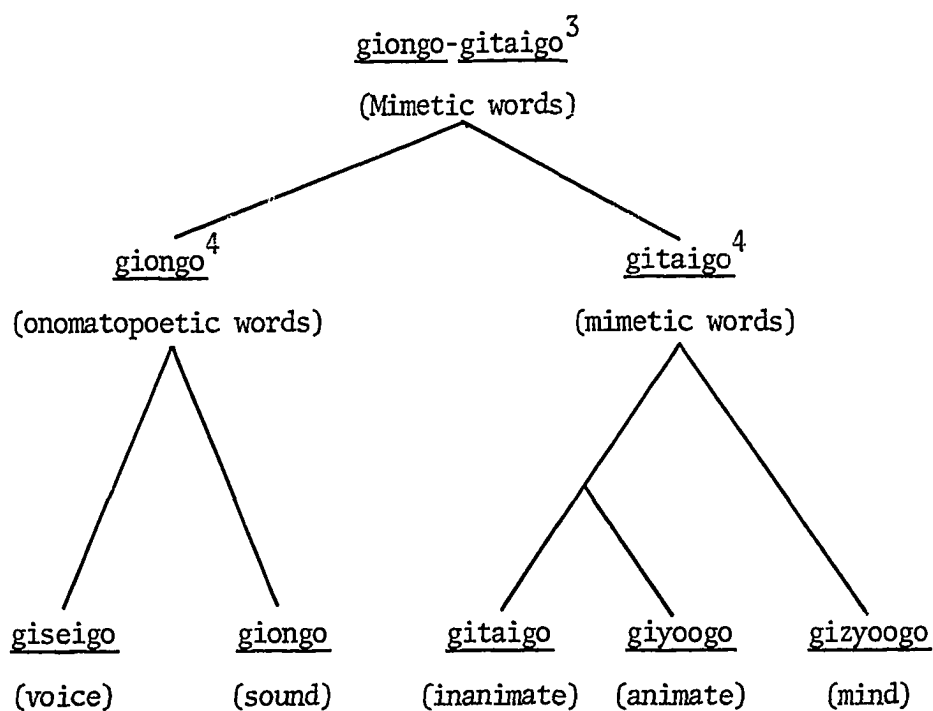 giongo-gitaigo³
(Mimetic words)
giongo⁴ gitaigo⁴
(onomatopoetic words) (mimetic words)
giseigo giongo gitaigo giyoogo gizyoogo
(voice) (sound) (inanimate) (animate) (mind)